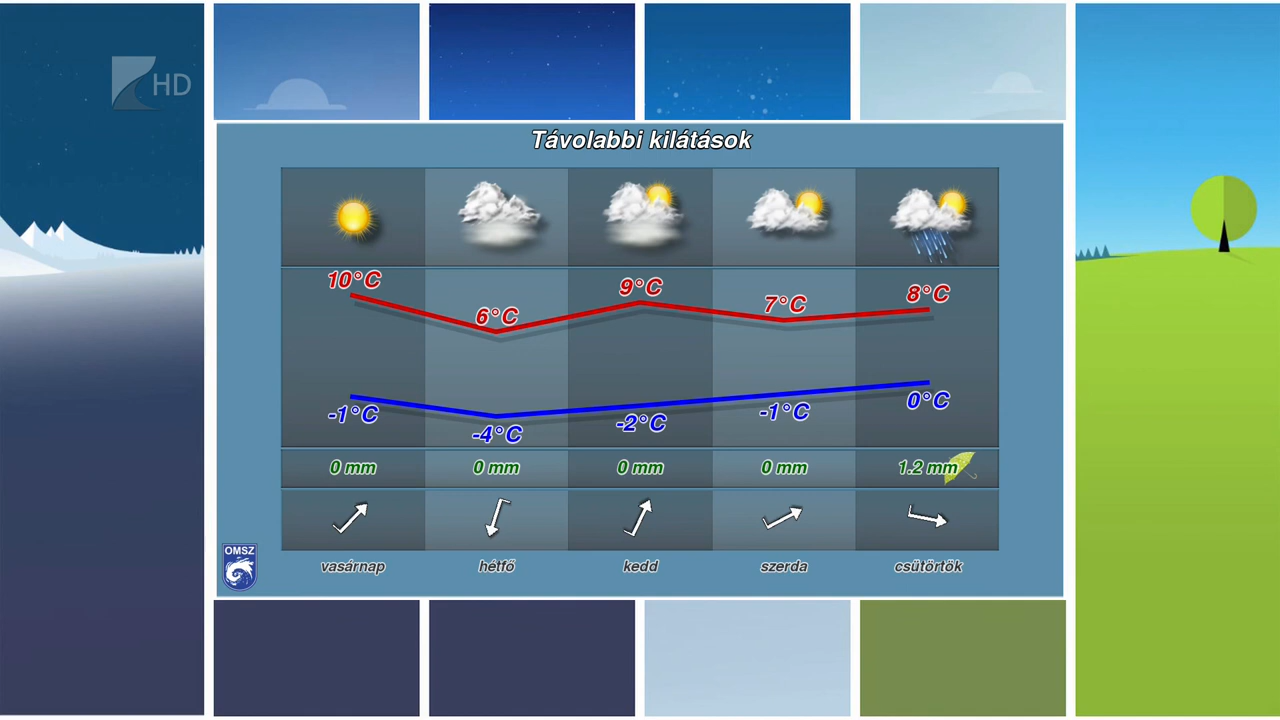 HD
Távolabbi kilátások
10°C 6°C 9°C 7°C 8°C
-1°C -4°C -2°C -1°C 0°C
0 mm 0 mm 0 mm 0 mm 1.2 mm
OMSZ
vasárnap hétfő kedd szerda csütörtök